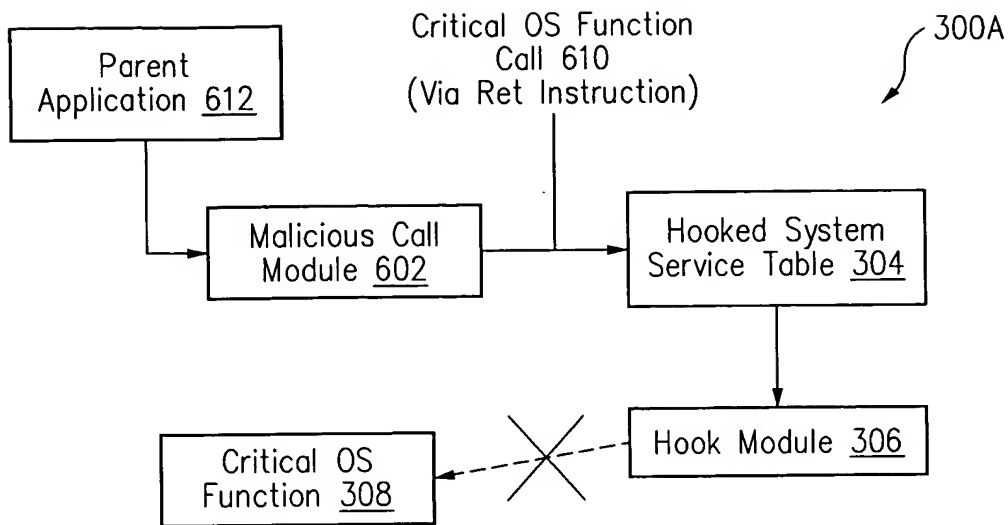 Parent
Application 612
Critical OS Function
Call 610
(Via Ret Instruction)
300A
Malicious Call
Module 602
Hooked System
Service Table 304
Hook Module 306
Critical OS
Function 308